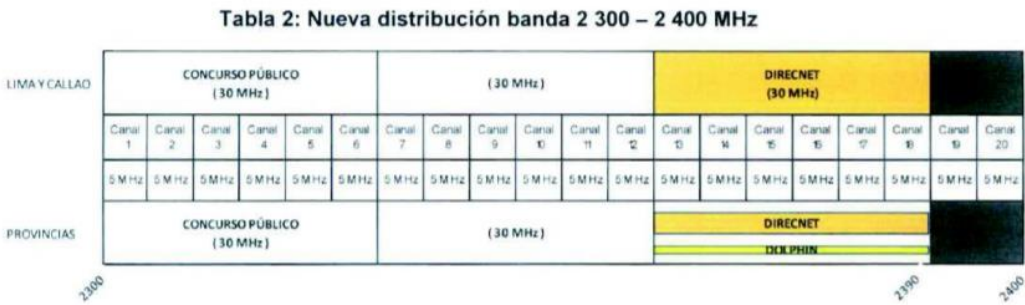 Tabla 2: Nueva distribución banda 2 300 – 2 400 MHz
LIMA Y CALLAO
CONCURSO PÚBLICO
(30 MHz)
(30 MHz)
DIRECNET
(30 MHz)
Canal 1 Canal 2 Canal 3 Canal 4 Canal 5 Canal 6 Canal 7 Canal 8 Canal 9 Canal 10 Canal 11 Canal 12 Canal 13 Canal 14 Canal 15 Canal 16 Canal 17 Canal 18 Canal 19 Canal 20
5 MHz 5 MHz 5 MHz 5 MHz 5 MHz 5 MHz 5 MHz 5 MHz 5 MHz 5 MHz 5 MHz 5 MHz 5 MHz 5 MHz 5 MHz 5 MHz 5 MHz 5 MHz 5 MHz 5 MHz
PROVINCIAS
CONCURSO PÚBLICO
(30 MHz)
(30 MHz)
DIRECNET
DOLPHIN
2300 2390 2400